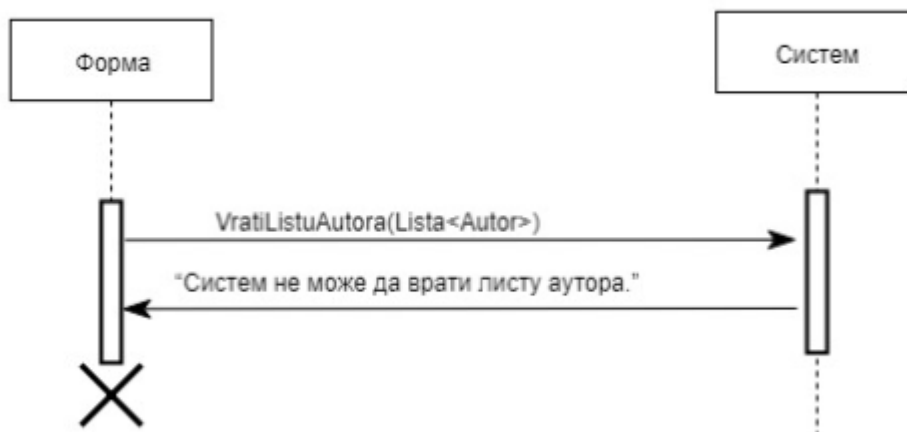 Форма
Систем
VratiListuAutora(Lista<Autor>)
“Систем не може да врати листу аутора.”